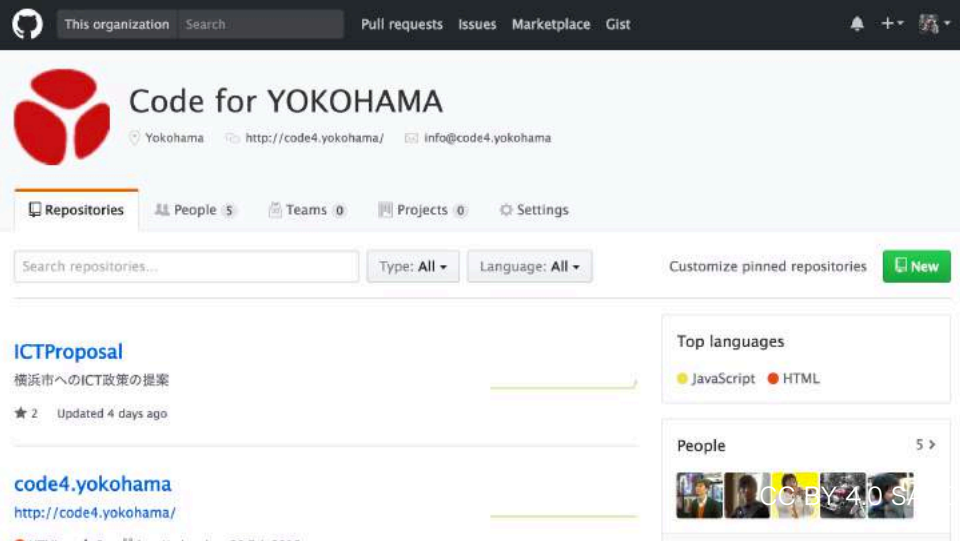 This organization Search Pull requests Issues Marketplace Gist
Code for YOKOHAMA
Yokohama http://code4.yokohama/ info@code4.yokohama
Repositories People 5 Teams 0 Projects 0 Settings
Search repositories... Type: All Language: All Customize pinned repositories New
ICTProposal
横浜市へのICT政策の提案
2 Updated 4 days ago
Top languages
JavaScript HTML
People 5
code4.yokohama
http://code4.yokohama/
CC BY 4.0